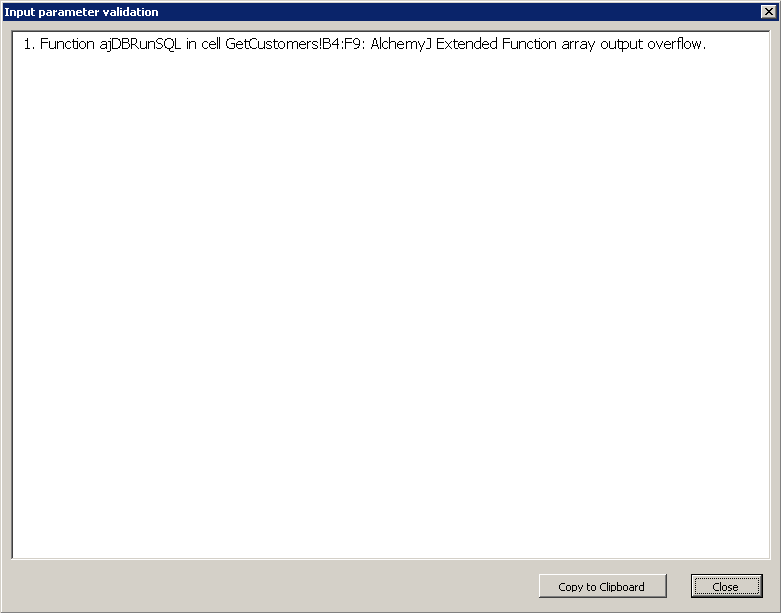 Input parameter validation
1. Function ajDBRunSQL in cell GetCustomers!B4:F9: AlchemyJ Extended Function array output overflow.
Copy to Clipboard
Close